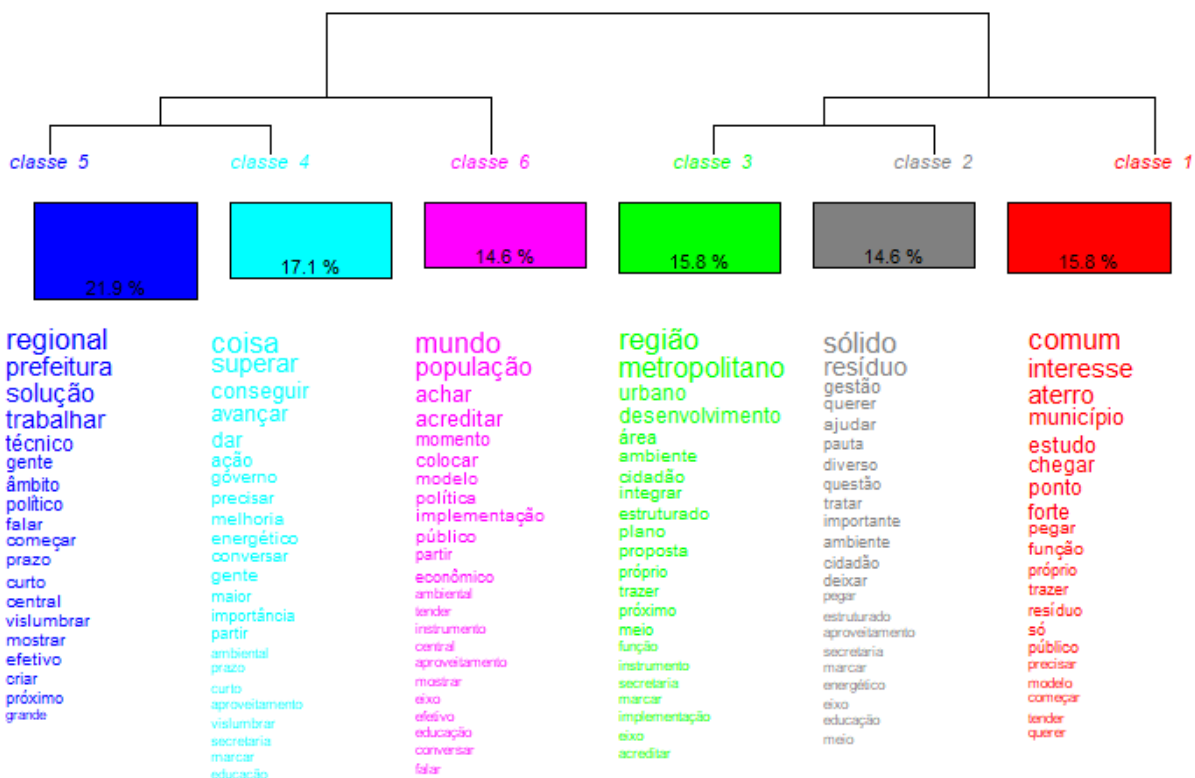 classe 5
classe 4
classe 6
classe 3
classe 2
classe 1
21.9 %
17.1 %
14.6 %
15.8 %
14.6 %
15.8 %
regional
prefeitura
solução
trabalhar
técnico
gente
âmbito
político
falar
começar
prazo
curto
central
vislumbrar
mostrar
efetivo
criar
próximo
grande
coisa
superar
conseguir
avançar
dar
ação
governo
precisar
melhoria
energético
conversar
gente
maior
importância
partir
ambiental
prazo
curto
aproveitamento
vislumbrar
secretaria
marcar
educação
mundo
população
achar
acreditar
momento
colocar
modelo
política
implementação
público
partir
econômico
ambiental
tender
instrumento
central
aproveitamento
mostrar
eixo
efetivo
educação
conversar
falar
região
metropolitano
urbano
desenvolvimento
área
ambiente
cidadão
integrar
estruturado
plano
proposta
próprio
trazer
próximo
meio
função
instrumento
secretaria
marcar
implementação
eixo
acreditar
sólido
resíduo
gestão
querer
ajudar
pauta
diverso
questão
tratar
importante
ambiente
cidadão
deixar
pegar
estruturado
aproveitamento
secretaria
marcar
energético
eixo
educação
meio
comum
interesse
aterro
município
estudo
chegar
ponto
forte
pegar
função
próprio
trazer
resíduo
só
público
precisar
modelo
começar
tender
querer